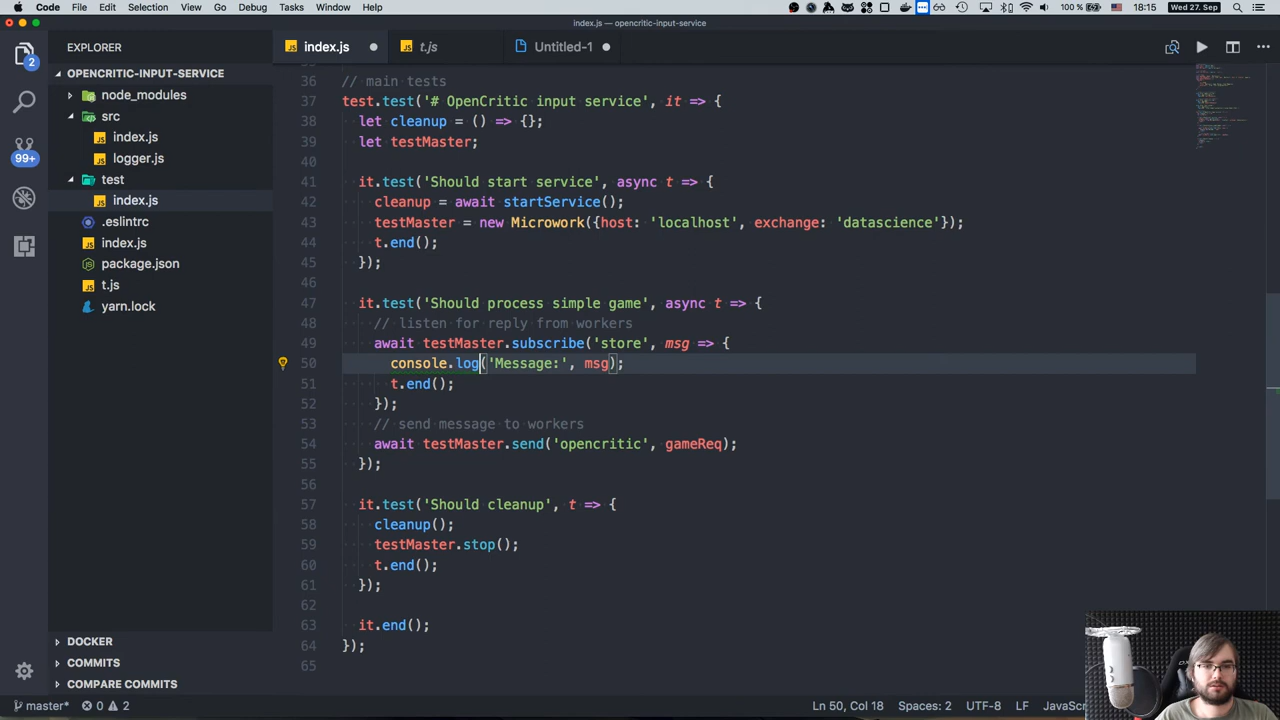 Code File Edit Selection View Go Debug Tasks Window Help 100 % 18:15 Wed 27. Sep
index.js — opencritic-input-service
EXPLORER
index.js
t.js
Untitled-1
2
99+
OPENCRITIC-INPUT-SERVICE
node_modules
src
index.js
logger.js
test
index.js
.eslintrc
index.js
package.json
t.js
yarn.lock
DOCKER
COMMITS
COMPARE COMMITS
36 // main tests
37 test.test('# OpenCritic input service', it => {
38 let cleanup = () => {};
39 let testMaster;
40
41 it.test('Should start service', async t => {
42 cleanup = await startService();
43 testMaster = new Microwork({host: 'localhost', exchange: 'datascience'});
44 t.end();
45 });
46
47 it.test('Should process simple game', async t => {
48 // listen for reply from workers
49 await testMaster.subscribe('store', msg => {
50 console.log('Message:', msg);
51 t.end();
52 });
53 // send message to workers
54 await testMaster.send('opencritic', gameReq);
55 });
56
57 it.test('Should cleanup', t => {
58 cleanup();
59 testMaster.stop();
60 t.end();
61 });
62
63 it.end();
64 });
65
master* 0 2 Ln 50, Col 18 Spaces: 2 UTF-8 LF JavaScr